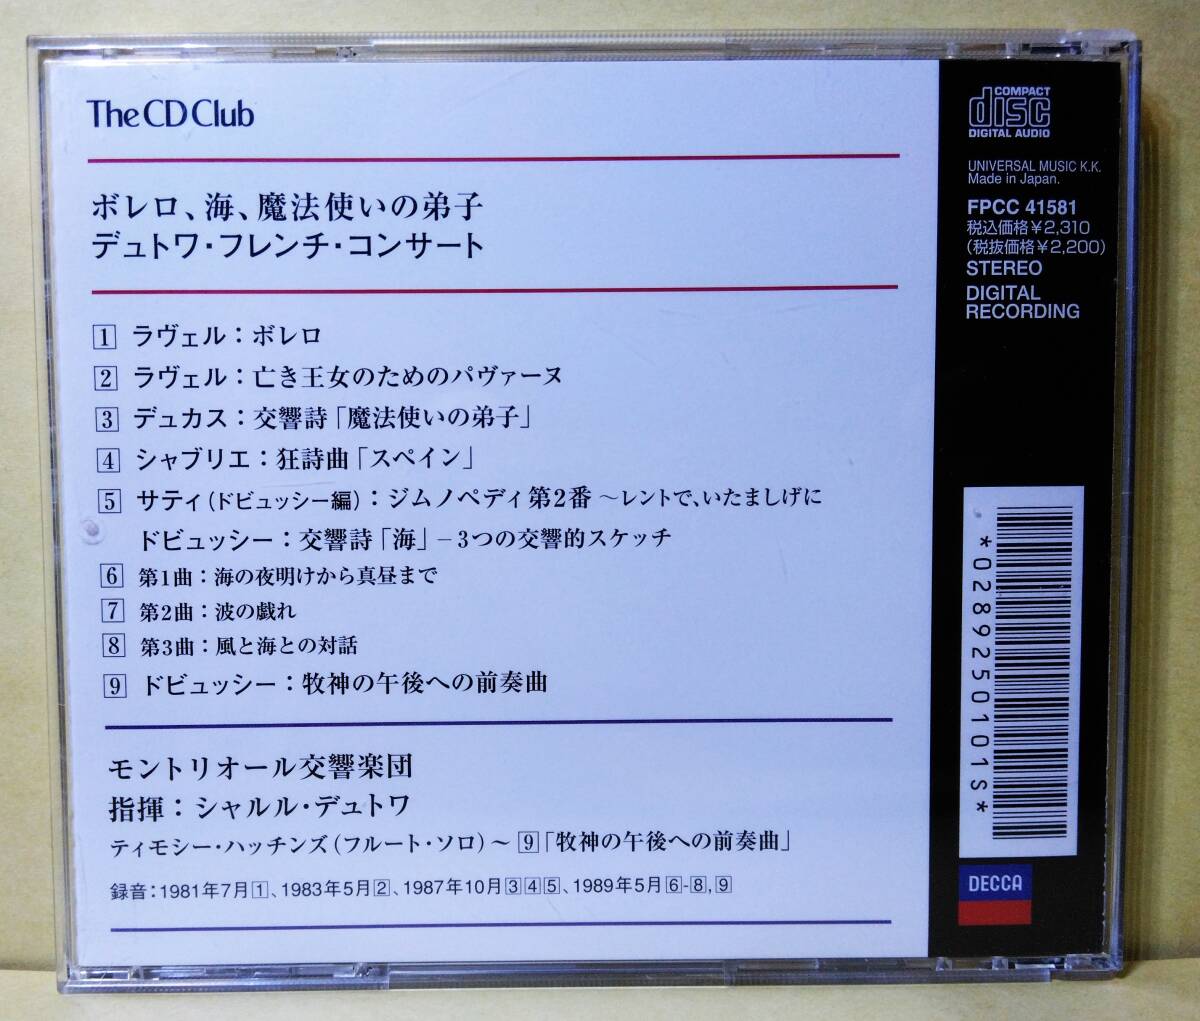 The CD Club
ボレロ、海、魔法使いの弟子
デュトワ・フレンチ・コンサート
1 ラヴェル：ボレロ
2 ラヴェル：亡き王女のためのパヴァーヌ
3 デュカス：交響詩「魔法使いの弟子」
4 シャブリエ：狂詩曲「スペイン」
5 サティ（ドビュッシー編）：ジムノペディ第2番 ～レントで、いたましげに
ドビュッシー：交響詩「海」－3つの交響的スケッチ
6 第1曲：海の夜明けから真昼まで
7 第2曲：波の戯れ
8 第3曲：風と海との対話
9 ドビュッシー：牧神の午後への前奏曲
モントリオール交響楽団
指揮：シャルル・デュトワ
ティモシー・ハッチンズ（フルート・ソロ）～9「牧神の午後への前奏曲」
録音：1981年7月1、1983年5月2、1987年10月345、1989年5月6-8,9
COMPACT
disc
DIGITAL AUDIO
UNIVERSAL MUSIC K.K.
Made in Japan.
FPCC 41581
税込価格￥2,310
(税抜価格￥2,200)
STEREO
DIGITAL
RECORDING
*0289250101S*
DECCA